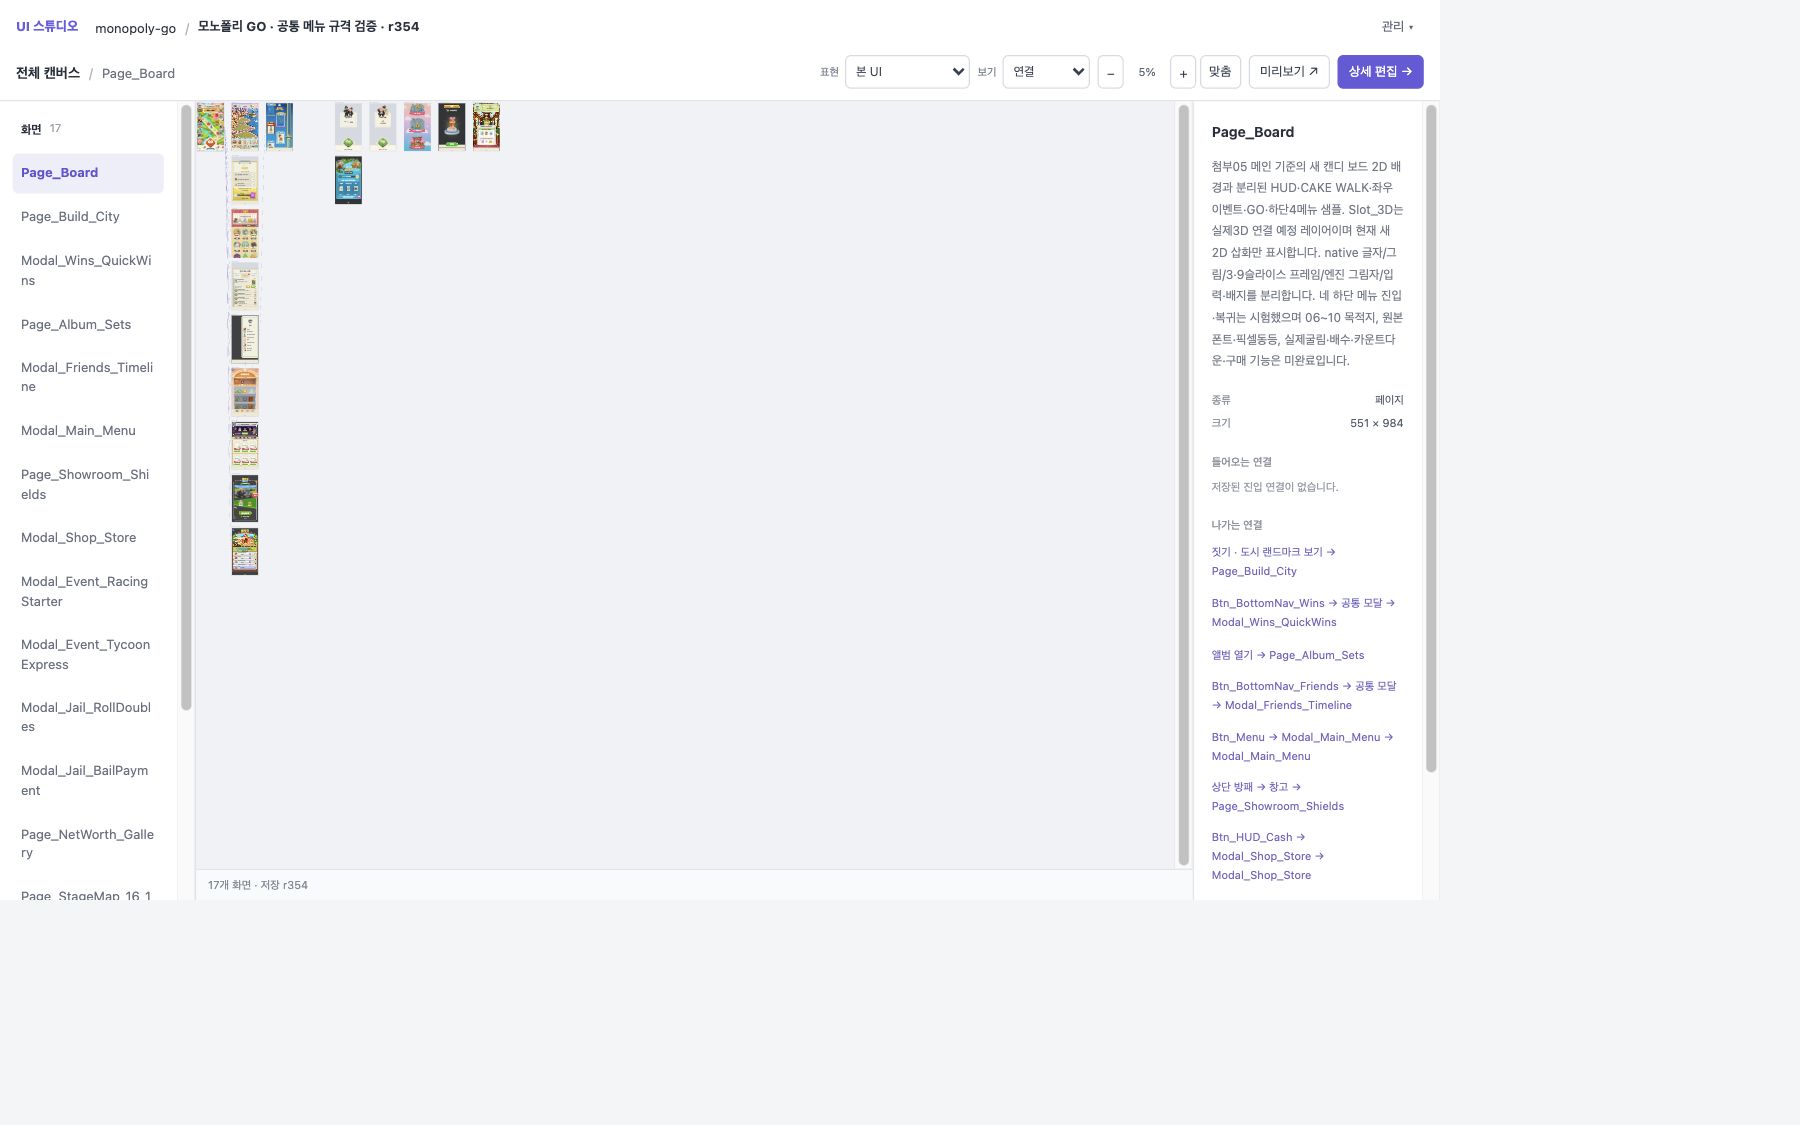 UI 스튜디오 monopoly-go / 모노폴리 GO · 공통 메뉴 규격 검증 · r354 관리
전체 캔버스 / Page_Board 표현 본 UI 보기 연결 − 5% + 맞춤 미리보기 ↗ 상세 편집 →
화면 17
Page_Board
Page_Build_City
Modal_Wins_QuickWi
ns
Page_Album_Sets
Modal_Friends_Timeli
ne
Modal_Main_Menu
Page_Showroom_Shi
elds
Modal_Shop_Store
Modal_Event_Racing
Starter
Modal_Event_Tycoon
Express
Modal_Jail_RollDoubl
es
Modal_Jail_BailPaym
ent
Page_NetWorth_Galle
ry
Page_StageMap_16_1
17개 화면 · 저장 r354
Page_Board
첨부05 메인 기준의 새 캔디 보드 2D 배
경과 분리된 HUD·CAKE WALK·좌우
이벤트·GO·하단4메뉴 샘플. Slot_3D는
실제3D 연결 예정 레이어이며 현재 새
2D 삽화만 표시합니다. native 글자/그
림/3·9슬라이스 프레임/엔진 그림자/입
력·배지를 분리합니다. 네 하단 메뉴 진입
·복귀는 시험했으며 06~10 목적지, 원본
폰트·픽셀동등, 실제굴림·배수·카운트다
운·구매 기능은 미완료입니다.
종류 페이지
크기 551 × 984
들어오는 연결
저장된 진입 연결이 없습니다.
나가는 연결
짓기 · 도시 랜드마크 보기 →
Page_Build_City
Btn_BottomNav_Wins → 공통 모달 →
Modal_Wins_QuickWins
앨범 열기 → Page_Album_Sets
Btn_BottomNav_Friends → 공통 모달
→ Modal_Friends_Timeline
Btn_Menu → Modal_Main_Menu →
Modal_Main_Menu
상단 방패 → 창고 →
Page_Showroom_Shields
Btn_HUD_Cash →
Modal_Shop_Store →
Modal_Shop_Store